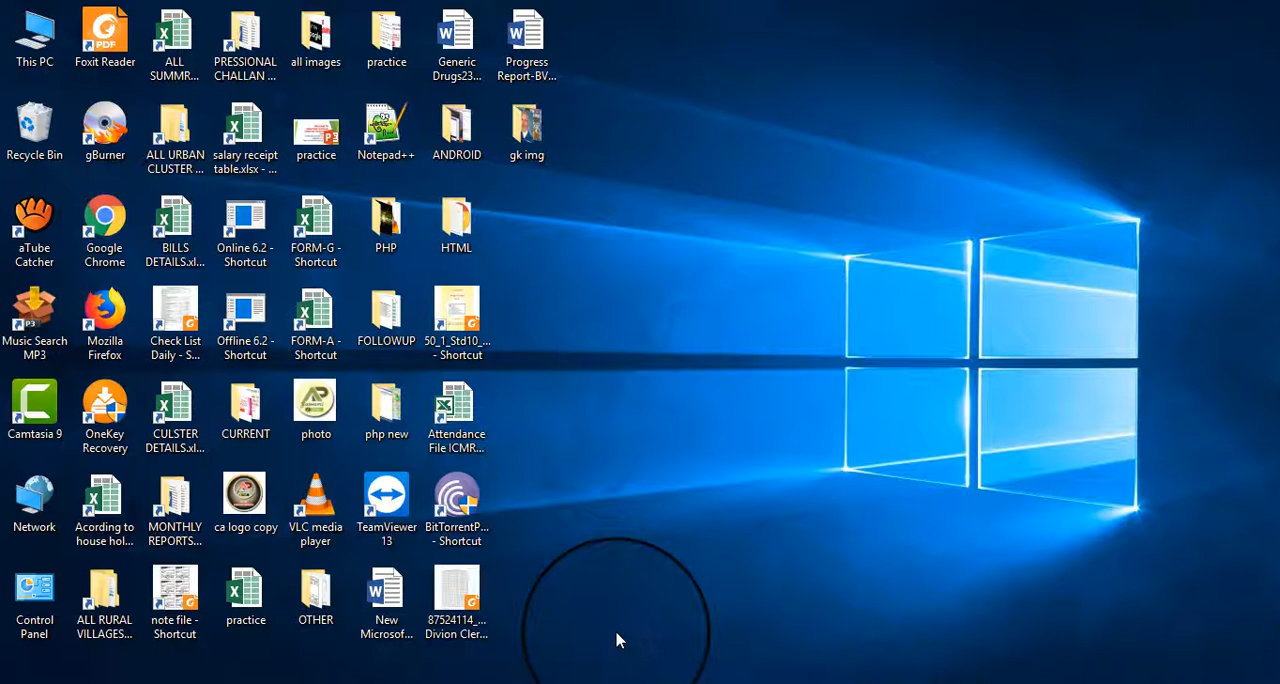 This PC
Foxit Reader
ALL
SUMMR...
PRESSIONAL
CHALLAN ...
all images
practice
Generic
Drugs23...
Progress
Report-BV...
Recycle Bin
gBurner
ALL URBAN
CLUSTER ...
salary receipt
table.xlsx - ...
practice
Notepad++
ANDROID
gk img
aTube
Catcher
Google
Chrome
BILLS
DETAILS.xl...
Online 6.2 -
Shortcut
FORM-G -
Shortcut
PHP
HTML
Music Search
MP3
Mozilla
Firefox
Check List
Daily - S...
Offline 6.2 -
Shortcut
FORM-A -
Shortcut
FOLLOWUP
50_1_Std10_...
- Shortcut
Camtasia 9
OneKey
Recovery
CULSTER
DETAILS.xl...
CURRENT
photo
php new
Attendance
File ICMR...
Network
Acording to
house hol...
MONTHLY
REPORTS...
ca logo copy
VLC media
player
TeamViewer
13
BitTorrentP...
- Shortcut
Control
Panel
ALL RURAL
VILLAGES...
note file -
Shortcut
practice
OTHER
New
Microsof...
87524114_...
Divion Cler...